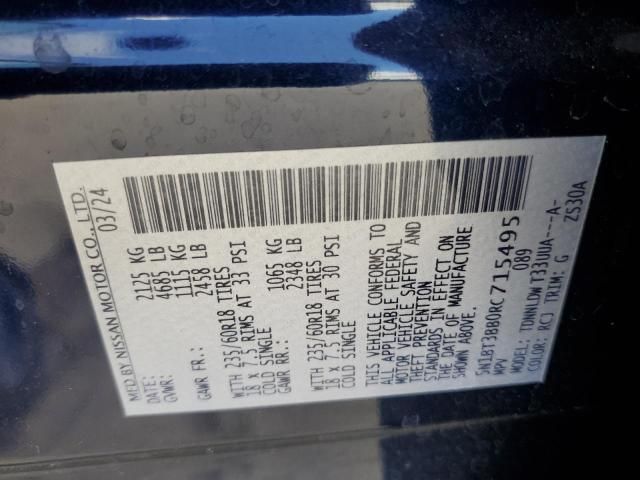 MFD BY NISSAN MOTOR CO., LTD.
DATE: 03/24
GVWR: 2125 KG
4685 LB
GAWR FR.: 1115 KG
2458 LB
WITH 235/60R18 TIRES
18 x 7.5 RIMS AT 33 PSI
COLD SINGLE
GAWR RR.: 1065 KG
2348 LB
WITH 235/60R18 TIRES
18 x 7.5 RIMS AT 30 PSI
COLD SINGLE
THIS VEHICLE CONFORMS TO
ALL APPLICABLE FEDERAL
MOTOR VEHICLE SAFETY AND
THEFT PREVENTION
STANDARDS IN EFFECT ON
THE DATE OF MANUFACTURE
SHOWN ABOVE.
5N1BT3BB0RC715495
MPV 089
MODEL: TDNNLDWT33UUA---A-
COLOR: RCJ TRIM: G ZS30A